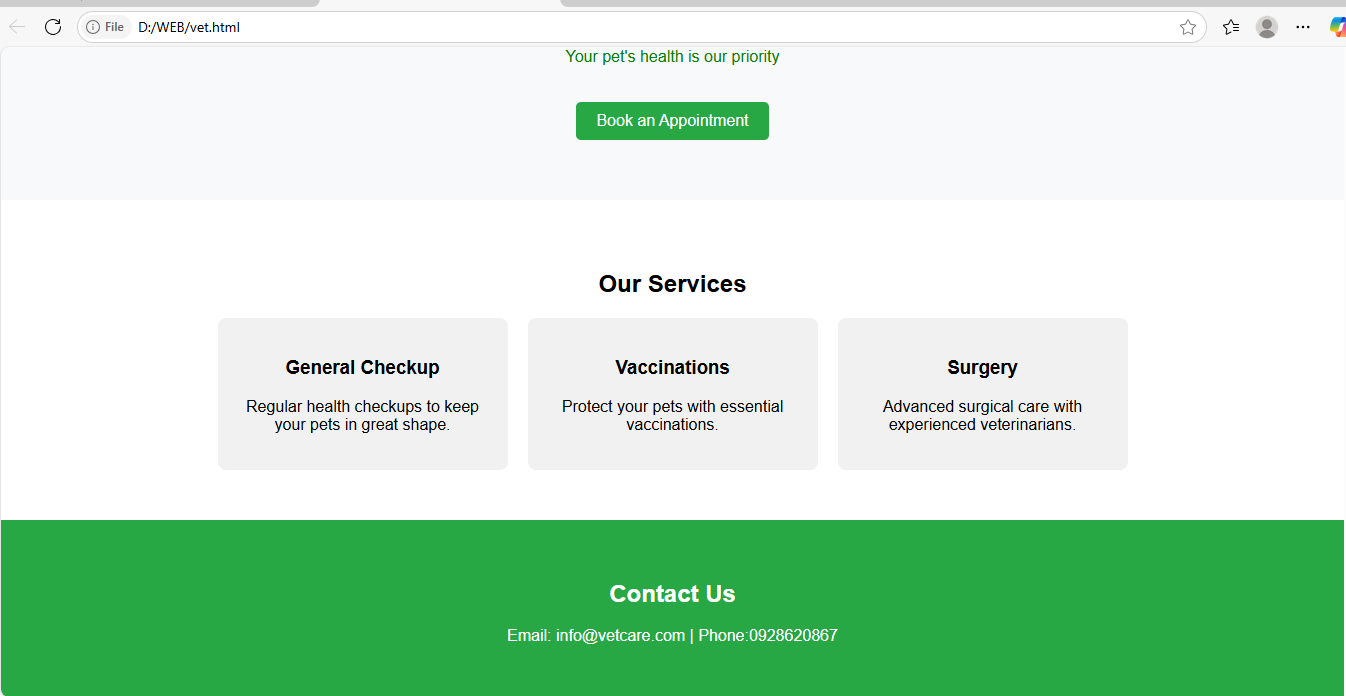 File D:/WEB/vet.html
Your pet's health is our priority
Book an Appointment
Our Services
General Checkup
Regular health checkups to keep
your pets in great shape.
Vaccinations
Protect your pets with essential
vaccinations.
Surgery
Advanced surgical care with
experienced veterinarians.
Contact Us
Email: info@vetcare.com | Phone:0928620867